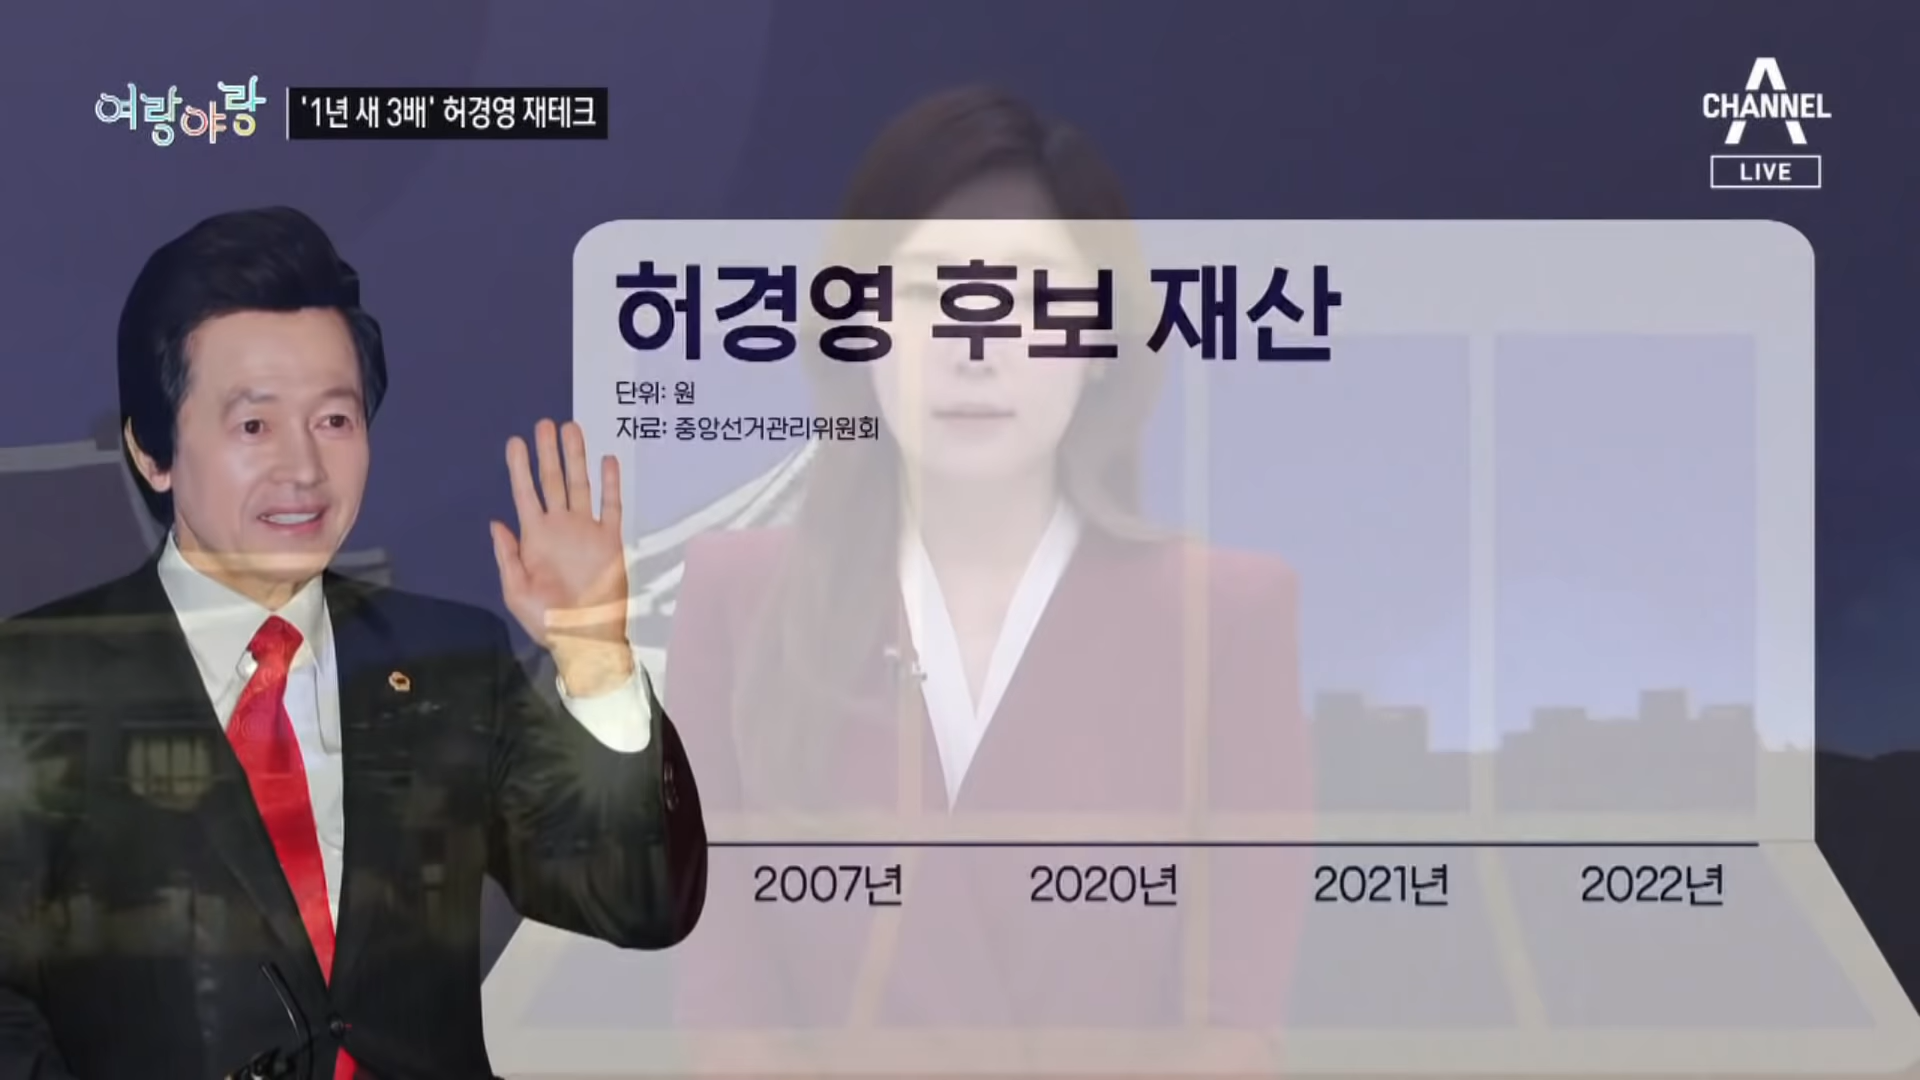 여랑야랑
'1년 새 3배' 허경영 재테크
CHANNEL A
LIVE
허경영 후보 재산
단위: 원
자료: 중앙선거관리위원회
2007년 2020년 2021년 2022년